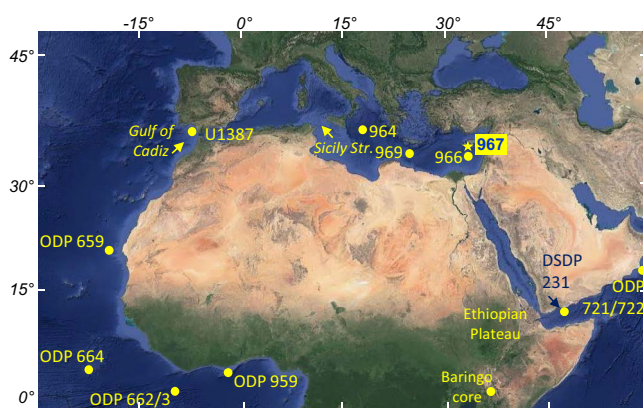 -15° 0° 15° 30° 45°
45°
Gulf of
Cadiz
U1387
Sicily Str.
964
969
966
967
30°
ODP 659
DSDP
231
ODP
721/722
15°
Ethiopian
Plateau
ODP 664
ODP 959
Baringo
core
0°
ODP 662/3